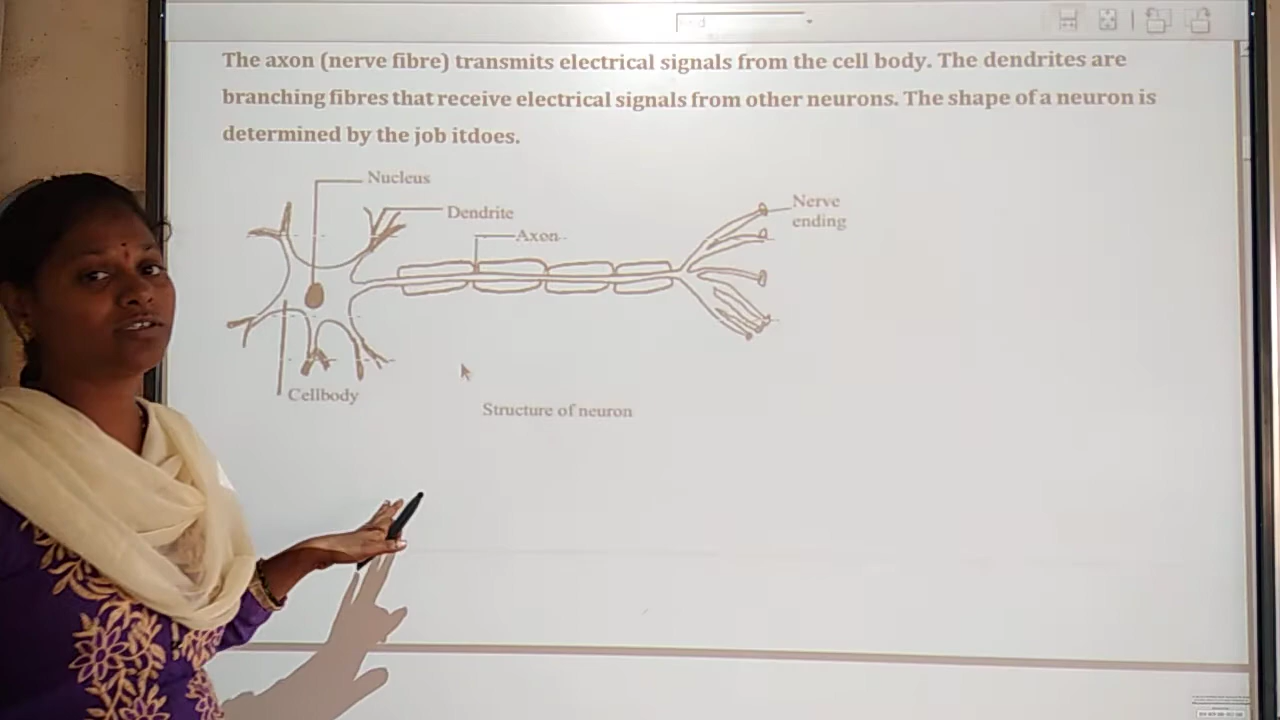 The axon (nerve fibre) transmits electrical signals from the cell body. The dendrites are
branching fibres that receive electrical signals from other neurons. The shape of a neuron is
determined by the job itdoes.
Nucleus
Dendrite
Axon
Nerve
ending
Cellbody
Structure of neuron